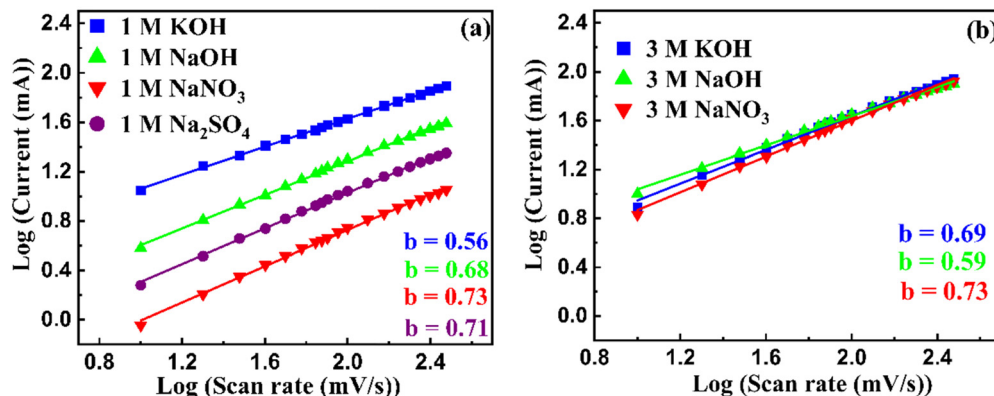 (a)
1 M KOH
1 M NaOH
1 M NaNO₃
1 M Na₂SO₄
b = 0.56
b = 0.68
b = 0.73
b = 0.71
Log (Current (mA))
2.4
2.0
1.6
1.2
0.8
0.4
0.0
0.8 1.2 1.6 2.0 2.4
Log (Scan rate (mV/s))
(b)
3 M KOH
3 M NaOH
3 M NaNO₃
b = 0.69
b = 0.59
b = 0.73
Log (Current (mA))
2.4
2.0
1.6
1.2
0.8
0.4
0.0
0.8 1.2 1.6 2.0 2.4
Log (Scan rate (mV/s))